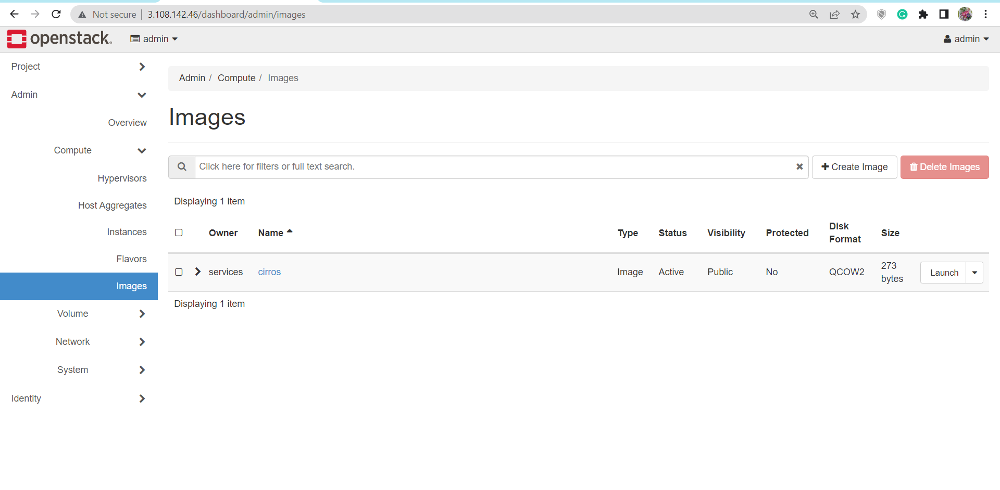 Not secure | 3.108.142.46/dashboard/admin/images
openstack. admin admin
Project
Admin
Overview
Compute
Hypervisors
Host Aggregates
Instances
Flavors
Images
Volume
Network
System
Identity
Admin / Compute / Images
Images
Click here for filters or full text search. Create Image Delete Images
Displaying 1 item
Owner Name Type Status Visibility Protected Disk Format Size
services cirros Image Active Public No QCOW2 273 bytes Launch
Displaying 1 item